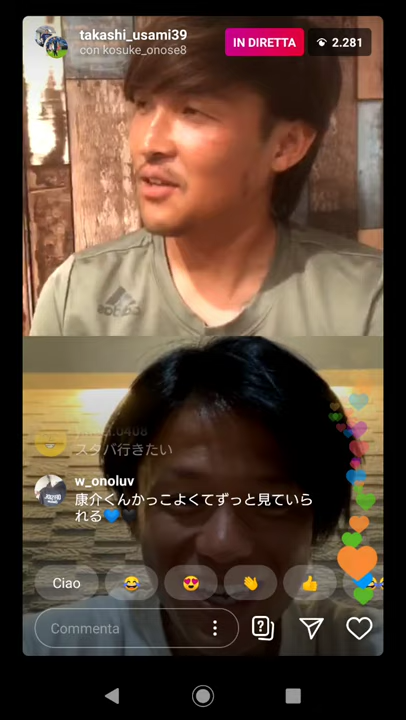 takashi_usami39
con kosuke_onose8
IN DIRETTA
2.281
adidas
スタバ行きたい
w_onoluv
康介くんかっこよくてずっと見ていら
れる💙
Ciao
Commenta